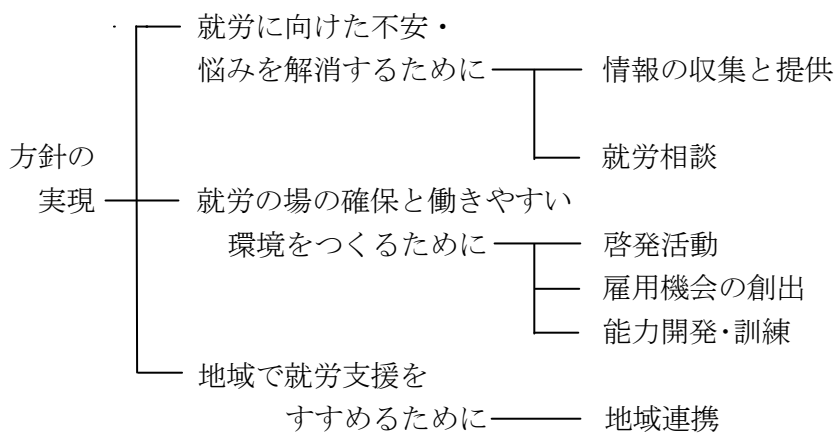 就労に向けた不安・
悩みを解消するために
情報の収集と提供
就労相談
方針の
実現
就労の場の確保と働きやすい
環境をつくるために
啓発活動
雇用機会の創出
能力開発・訓練
地域で就労支援を
すすめるために
地域連携